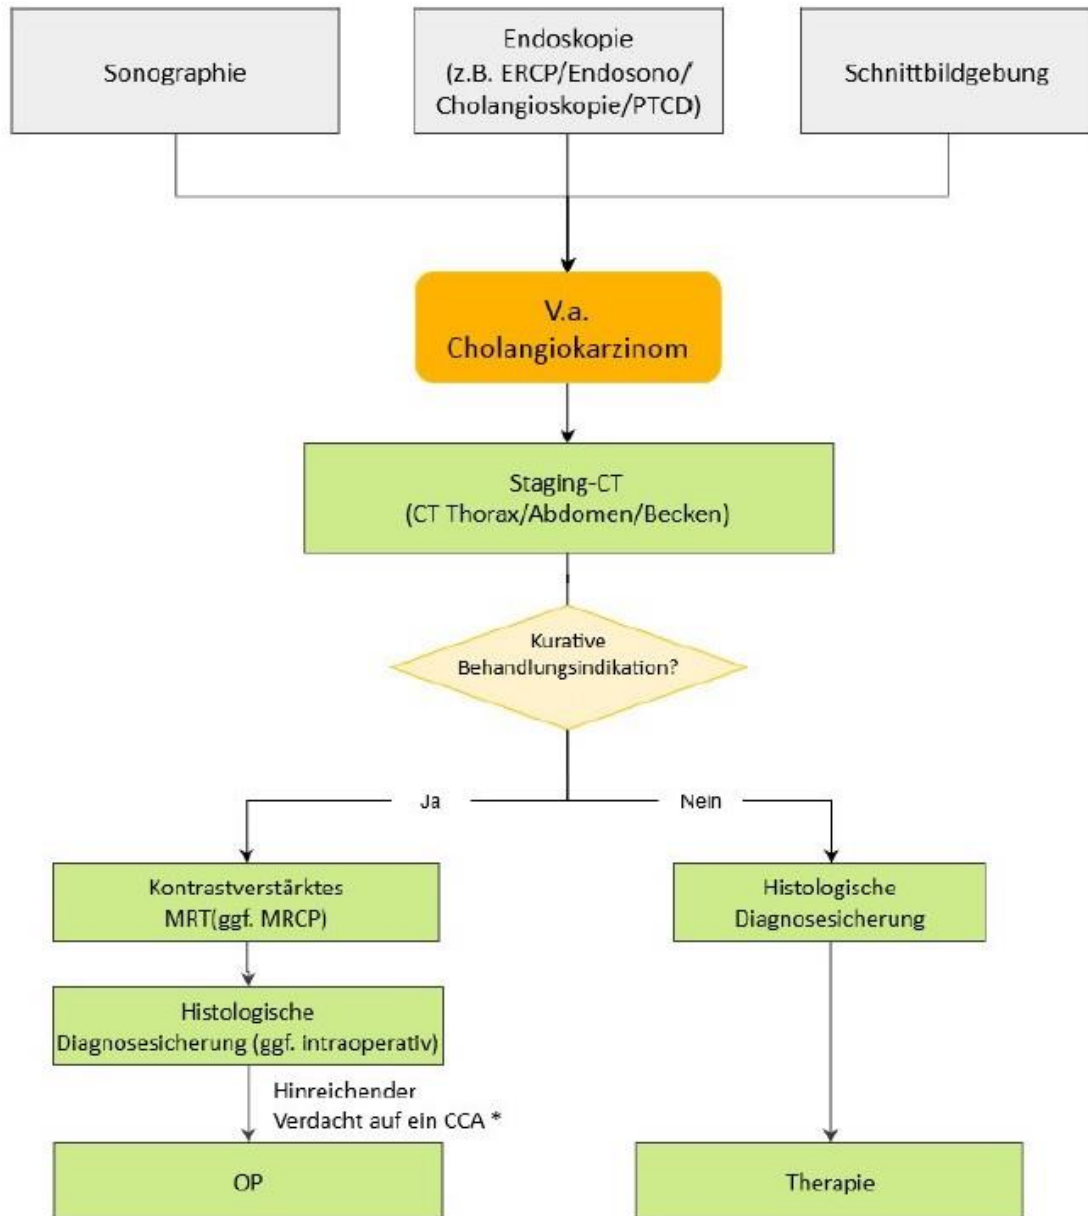 Sonographie
Endoskopie
(z.B. ERCP/Endosono/
Cholangioskopie/PTCD)
Schnittbildgebung
V.a.
Cholangiokarzinom
Staging-CT
(CT Thorax/Abdomen/Becken)
Kurative
Behandlungsindikation?
Ja
Nein
Kontrastverstärktes
MRT(ggf. MRCP)
Histologische
Diagnosesicherung
Histologische
Diagnosesicherung (ggf. intraoperativ)
Hinreichender
Verdacht auf ein CCA *
OP
Therapie